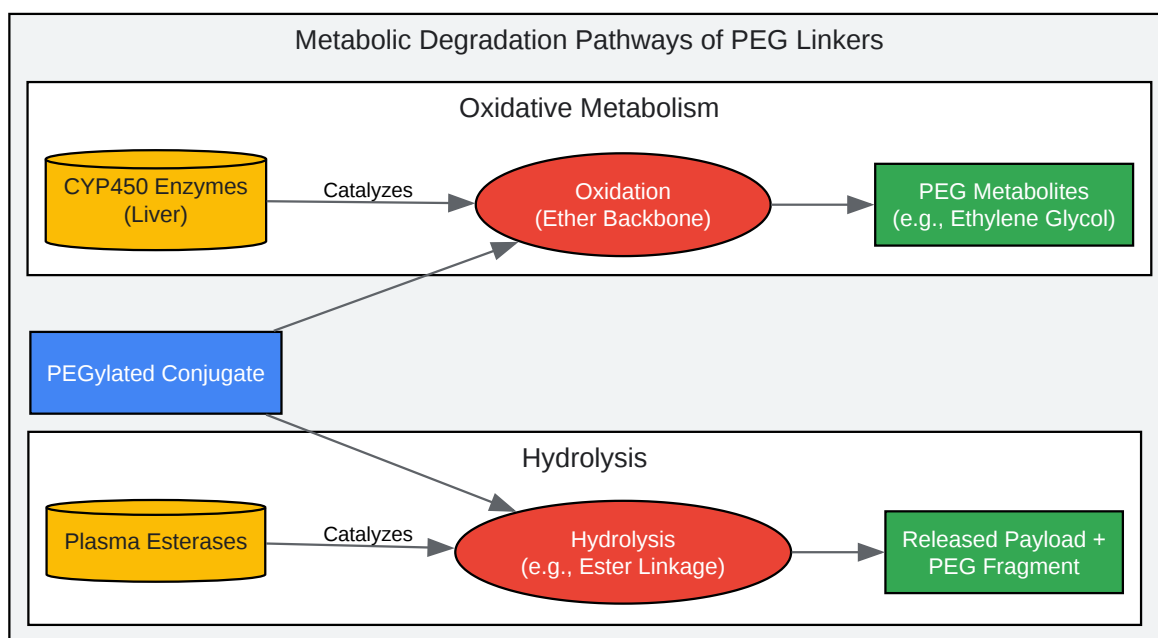 Metabolic Degradation Pathways of PEG Linkers
Oxidative Metabolism
CYP450 Enzymes
(Liver)
Catalyzes
Oxidation
(Ether Backbone)
PEG Metabolites
(e.g., Ethylene Glycol)
PEGylated Conjugate
Hydrolysis
Plasma Esterases
Catalyzes
Hydrolysis
(e.g., Ester Linkage)
Released Payload +
PEG Fragment